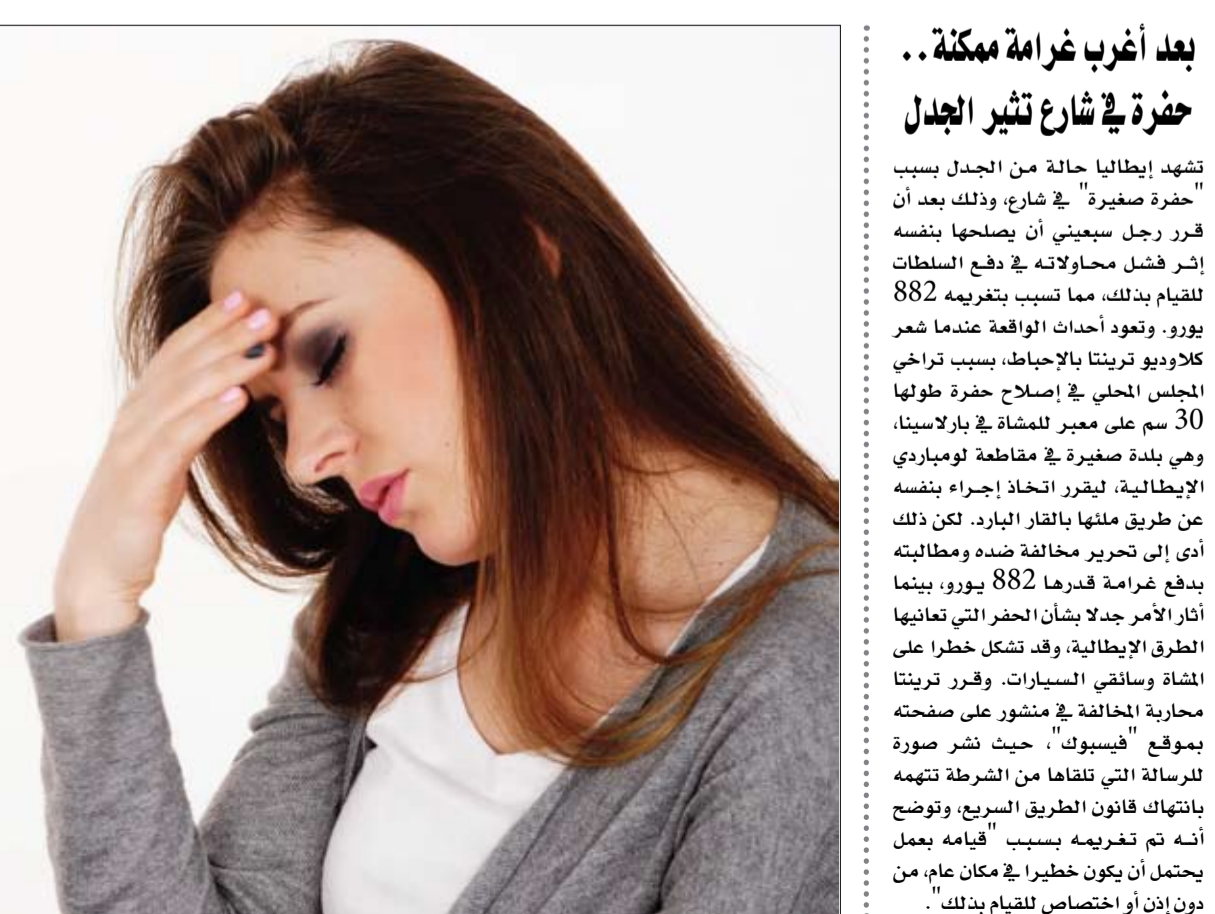 بعد أغرب غرامة ممكنة..
حفرة في شارع تثير الجدل
تشهد إيطاليا حالة من الجدل بسبب
"حفرة صغيرة" في شارع، وذلك بعد أن
قرر رجل سبعيني أن يصلحها بنفسه
إثر فشل محاولاته في دفع السلطات
للقيام بذلك، مما تسبب بتغريمه 882
يورو. وتعود أحداث الواقعة عندما شعر
كلاوديو ترينتا بالإحباط، بسبب تراخي
المجلس المحلي في إصلاح حفرة طولها
30 سم على معبر للمشاة في بارلاسينا،
وهي بلدة صغيرة في مقاطعة لومباردي
الإيطالية، ليقرر اتخاذ إجراء بنفسه
عن طريق ملئها بالقار البارد. لكن ذلك
أدى إلى تحرير مخالفة ضده ومطالبته
بدفع غرامة قدرها 882 يورو، بينما
أثار الأمر جدلا بشأن الحفر التي تعانيها
الطرق الإيطالية، وقد تشكل خطرا على
المشاة وسائقي السيارات. وقرر ترينتا
محاربة المخالفة في منشور على صفحته
بموقع "فيسبوك"، حيث نشر صورة
للرسالة التي تلقاها من الشرطة تتهمه
بانتهاك قانون الطريق السريع، وتوضح
أنه تم تغريمه بسبب "قيامه بعمل
يحتمل أن يكون خطيرا في مكان عام، من
دون إذن أو اختصاص للقيام بذلك".